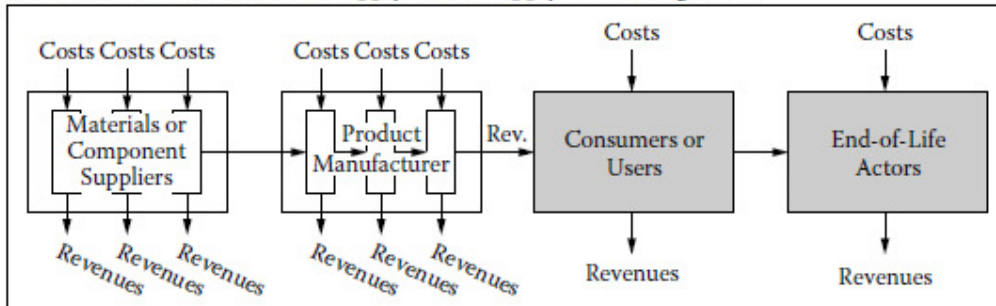 Costs Costs Costs
Costs Costs Costs
Costs
Costs
Materials or
Component
Suppliers
Product
Manufacturer
Rev.
Consumers or
Users
End-of-Life
Actors
Revenues
Revenues
Revenues
Revenues
Revenues
Revenues
Revenues
Revenues